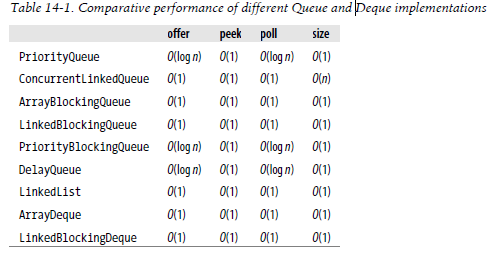 Table 14-1. Comparative performance of different Queue and Deque implementations
offer peek poll size
PriorityQueue O(log n) O(1) O(log n) O(1)
ConcurrentLinkedQueue O(1) O(1) O(1) O(n)
ArrayBlockingQueue O(1) O(1) O(1) O(1)
LinkedBlockingQueue O(1) O(1) O(1) O(1)
PriorityBlockingQueue O(log n) O(1) O(log n) O(1)
DelayQueue O(log n) O(1) O(log n) O(1)
LinkedList O(1) O(1) O(1) O(1)
ArrayDeque O(1) O(1) O(1) O(1)
LinkedBlockingDeque O(1) O(1) O(1) O(1)